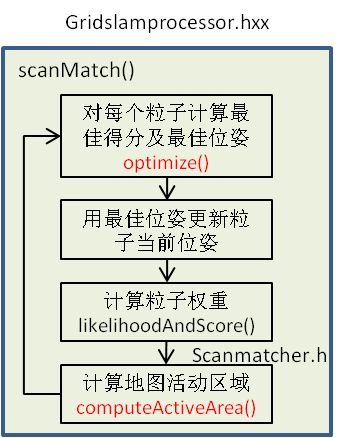 Gridslamprocessor.hxx
scanMatch()
对每个粒子计算最
佳得分及最佳位姿
optimize()
用最佳位姿更新粒
子当前位姿
计算粒子权重
likelihoodAndScore()
Scanmatcher.h
计算地图活动区域
computeActiveArea()